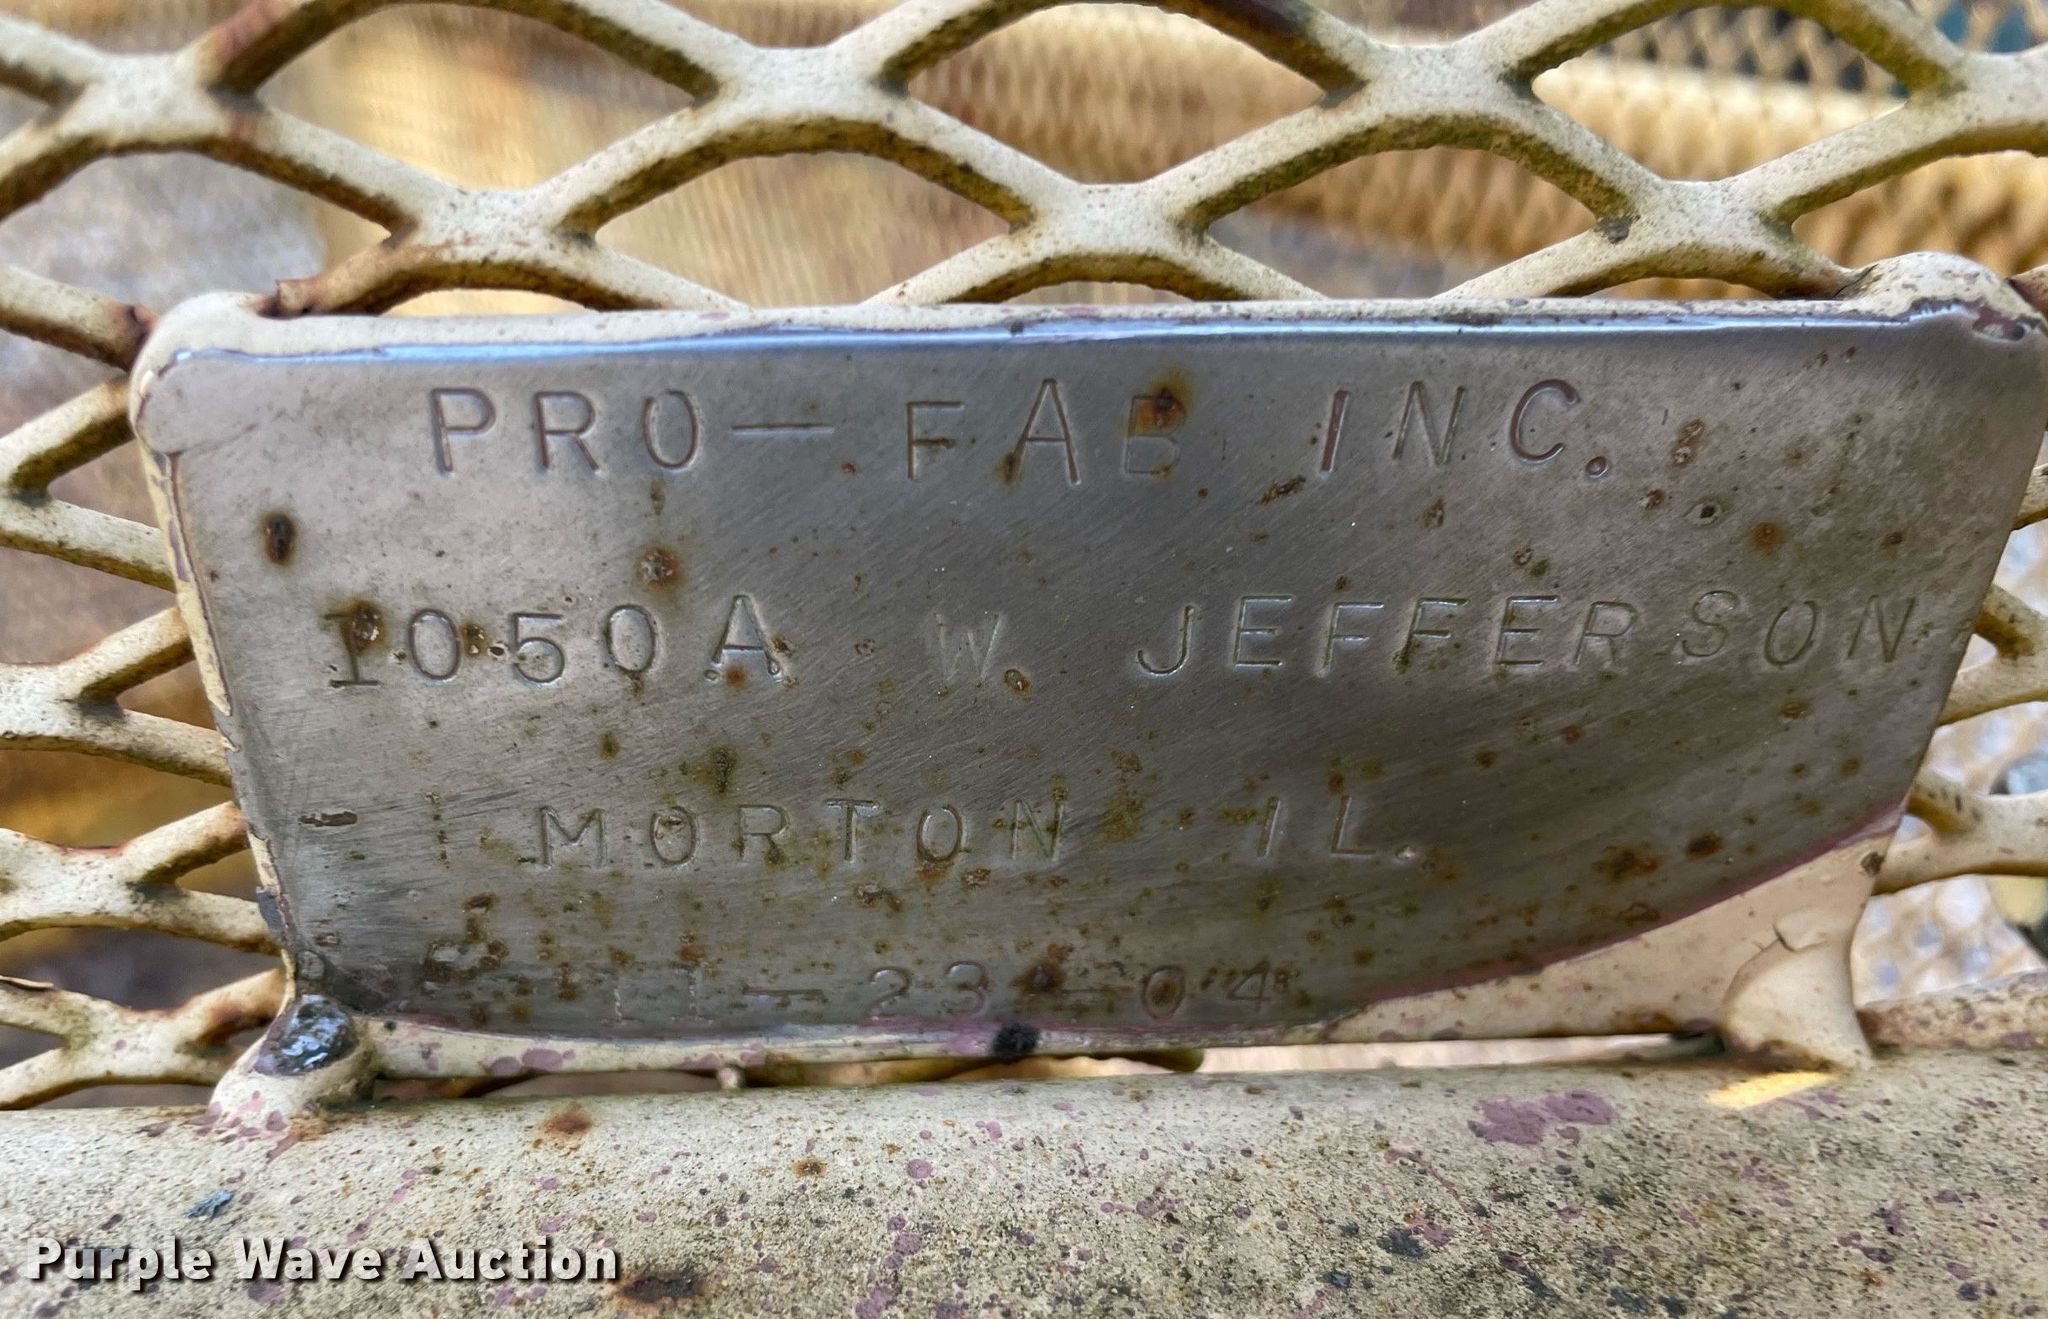 PRO-FAB INC.
1050A W. JEFFERSON
MORTON IL.
11-23-04
Purple Wave Auction